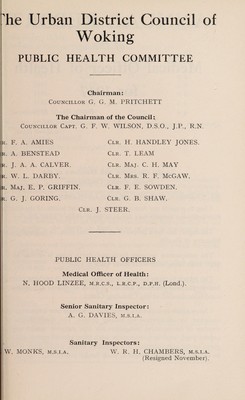 The Urban District Council of
Woking
PUBLIC HEALTH COMMITTEE
Chairman:
COUNCILLOR G. G. M. PRITCHETT
The Chairman of the Council:
COUNCILLOR CAPT. G. F. W. WILSON, D.S.O., J.P., R.N.
R. F. A. AMIES CLR. H. HANDLEY JONES.
R. A. BENSTEAD CLR. T. LEAM
R. J. A. A. CALVER. CLR. MAJ. C. H. MAY
R. W. L. DARBY. CLR. MRS. R. F. McGAW.
R. MAJ. E. P. GRIFFIN. CLR. F. E. SOWDEN.
R. G. J. GORING. CLR. G. B. SHAW.
CLR. J. STEER.
PUBLIC HEALTH OFFICERS
Medical Officer of Health:
N. HOOD LINZEE, M.R.C.S., L.R.C.P., D.P.H. (Lond.).
Senior Sanitary Inspector:
A. G. DAVIES, M.S.I.A.
Sanitary Inspectors:
W. MONKS, M.S.I.A. W. R. H. CHAMBERS, M.S.I.A.
(Resigned November).